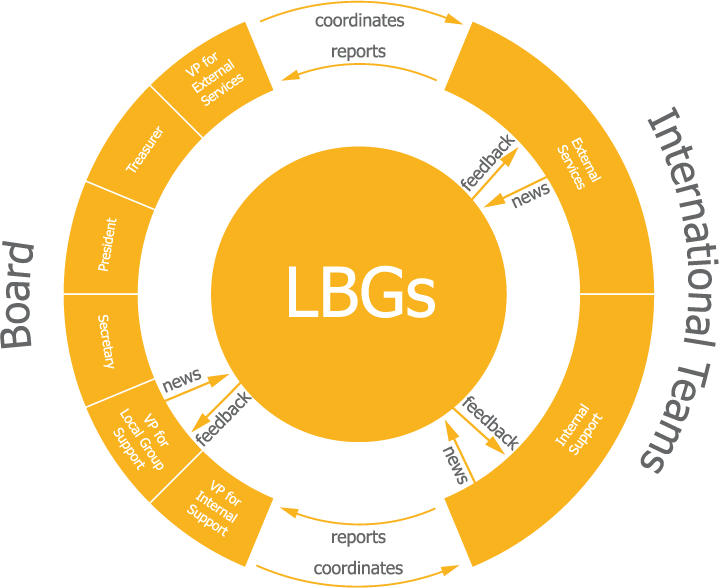 coordinates
reports
VP for
External
Services
Treasurer
President
Secretary
VP for
Local Group
Support
VP for
Internal
Support
Board
LBGs
feedback
news
External
Services
International Teams
Internal
Support
news
feedback
feedback
news
reports
coordinates